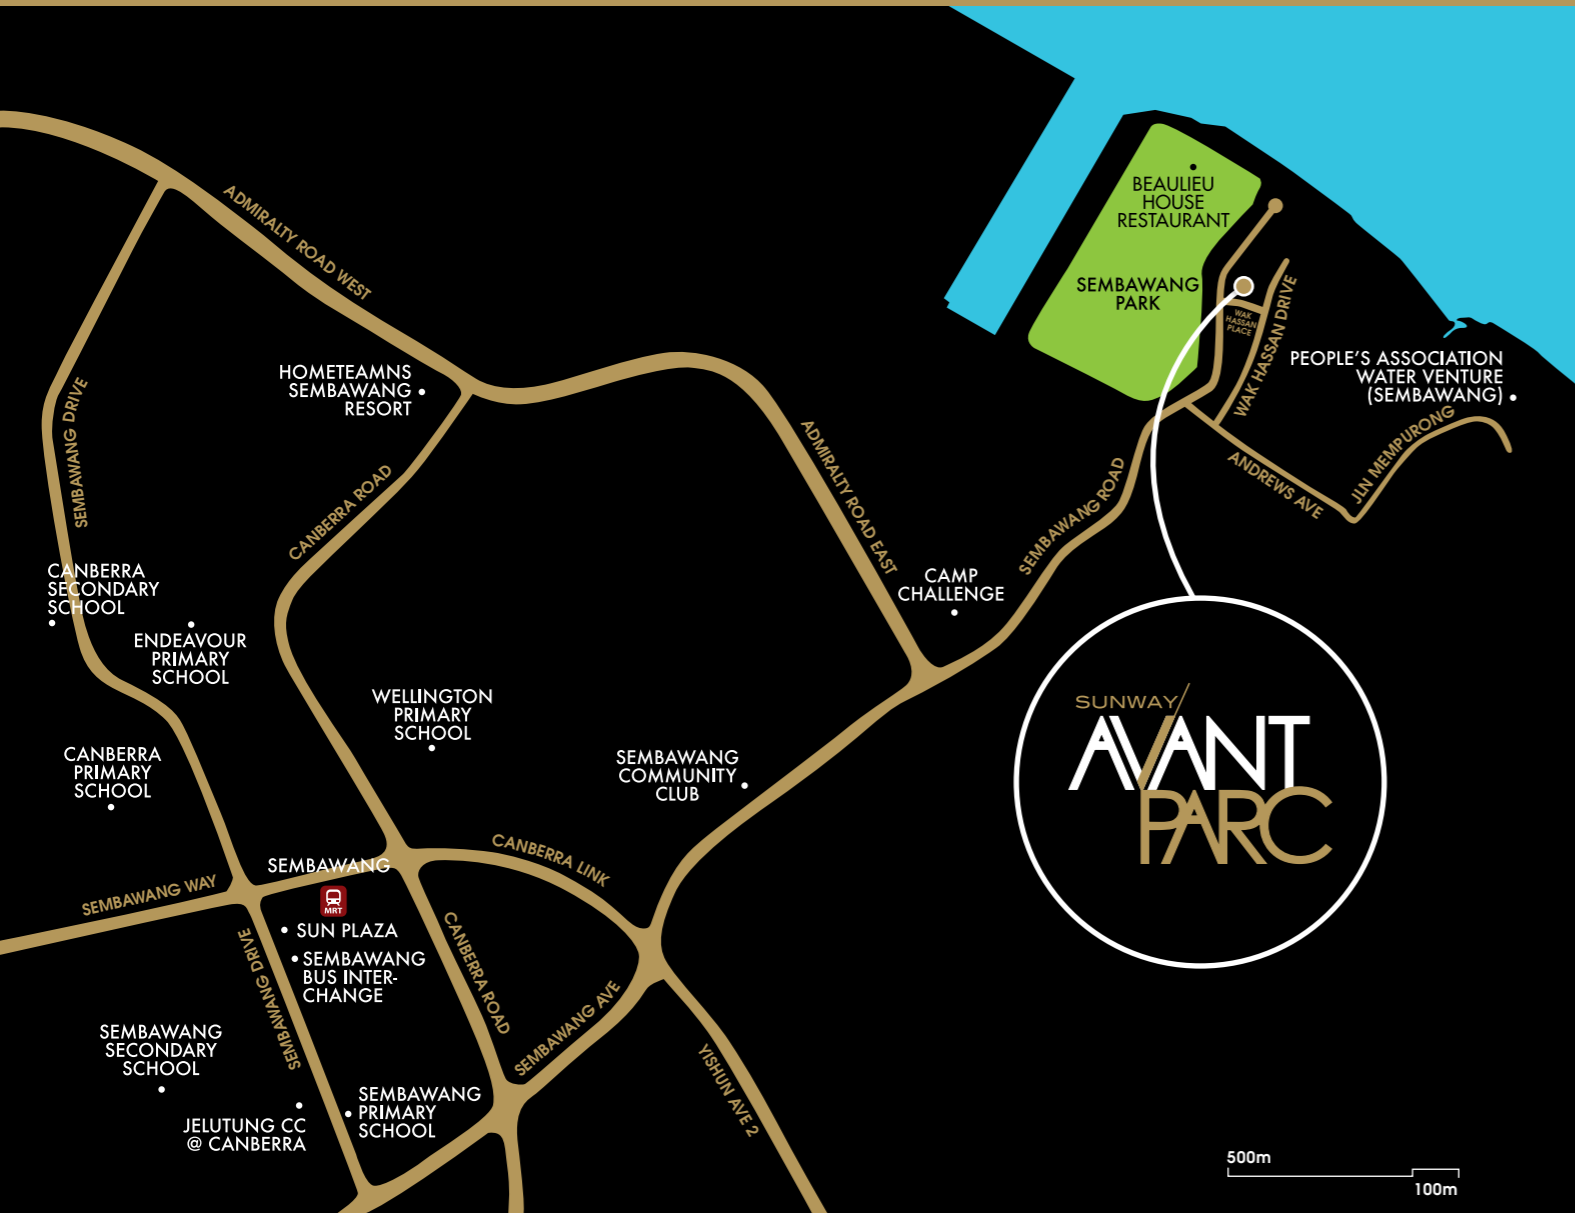 BEAULIEU
HOUSE
RESTAURANT
ADMIRALTY ROAD WEST
SEMBAWANG
PARK
WAK
HASSAN
PLACE
WAK HASSAN DRIVE
PEOPLE'S ASSOCIATION
WATER VENTURE
(SEMBAWANG)
HOMETEAMNS
SEMBAWANG
RESORT
SEMBAWANG DRIVE
CANBERRA ROAD
ADMIRALTY ROAD EAST
SEMBAWANG ROAD
ANDREWS AVE
JLN MEMPURONG
CANBERRA
SECONDARY
SCHOOL
ENDEAVOUR
PRIMARY
SCHOOL
CAMP
CHALLENGE
WELLINGTON
PRIMARY
SCHOOL
SUNWAY
AVANT
PARC
CANBERRA
PRIMARY
SCHOOL
SEMBAWANG
COMMUNITY
CLUB
CANBERRA LINK
SEMBAWANG
SEMBAWANG WAY
MRT
SUN PLAZA
SEMBAWANG
BUS INTER-
CHANGE
SEMBAWANG DRIVE
CANBERRA ROAD
SEMBAWANG AVE
YISHUN AVE 2
SEMBAWANG
SECONDARY
SCHOOL
JELUTUNG CC
@ CANBERRA
SEMBAWANG
PRIMARY
SCHOOL
500m
100m